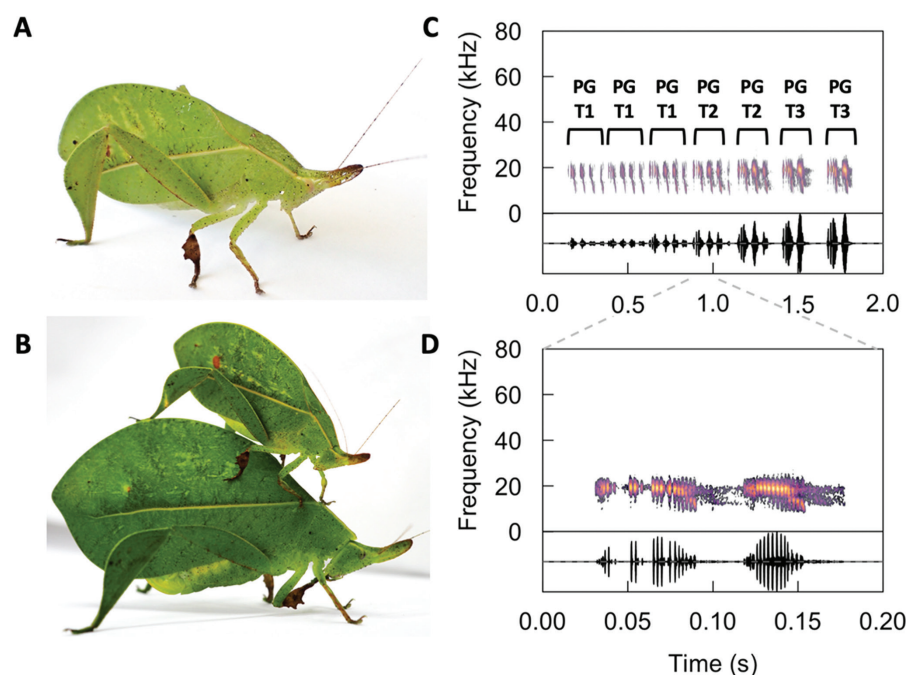 A
B
C
Frequency (kHz)
80
60
40
20
0
PG PG PG PG PG PG PG
T1 T1 T1 T2 T2 T3 T3
0.0 0.5 1.0 1.5 2.0
D
Frequency (kHz)
80
60
40
20
0
0.00 0.05 0.10 0.15 0.20
Time (s)